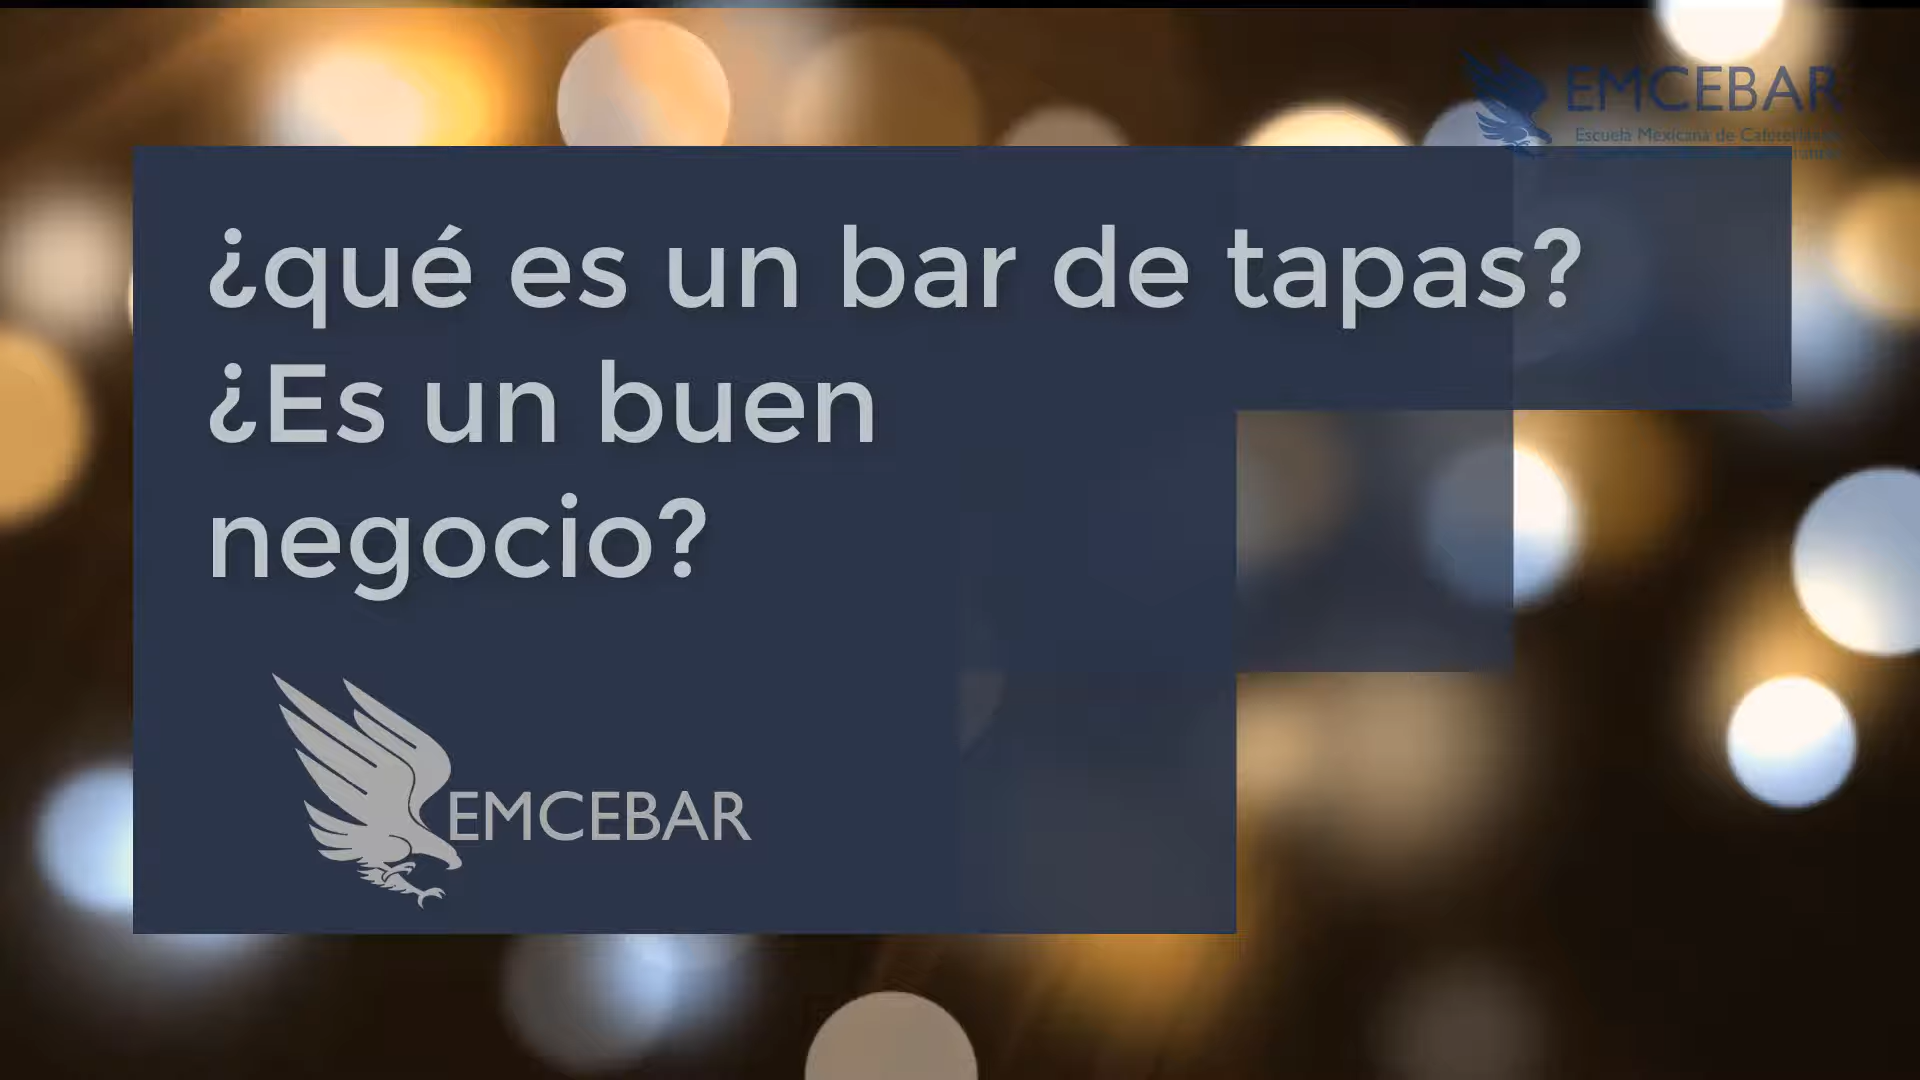 EMCEBAR
Escuela Mexicana de
¿qué es un bar de tapas?
¿Es un buen
negocio?
EMCEBAR